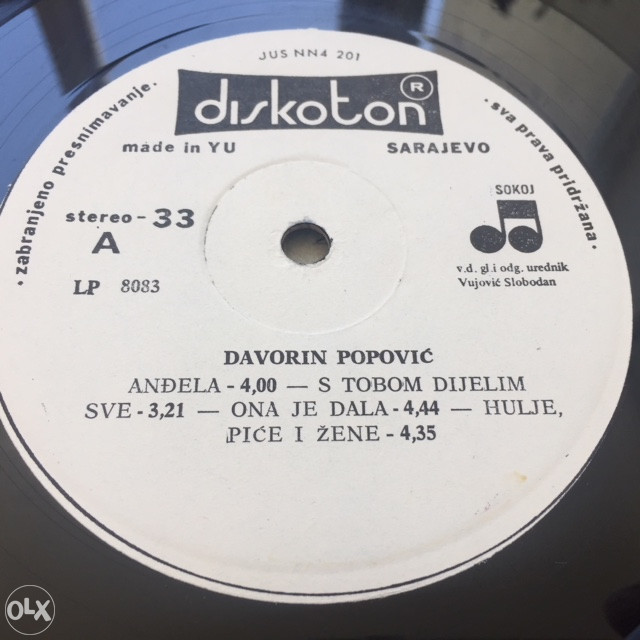 JUS NN4 201
· zabranjeno presnimavanje ·
diskoton ®
· sva prava pridržana ·
made in YU
SARAJEVO
stereo - 33
A
LP 8083
SOKOJ
v.d. gl.i odg. urednik
Vujović Slobodan
DAVORIN POPOVIĆ
ANĐELA - 4,00 — S TOBOM DIJELIM
SVE - 3,21 — ONA JE DALA - 4,44 — HULJE,
PIĆE I ŽENE - 4,35
OLX